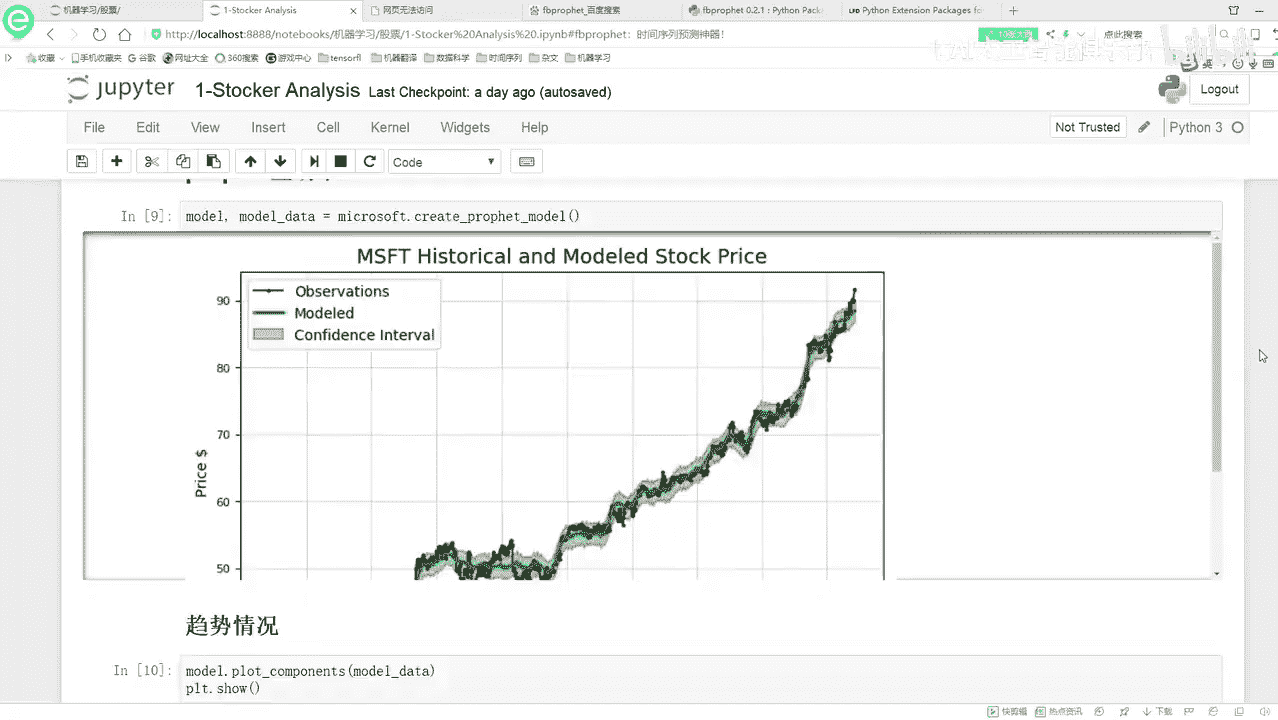 机器学习/股票/
1-Stocker Analysis
网页无法访问
fbprophet_百度搜索
fbprophet 0.2.1 : Python Pack
Python Extension Packages fo
http://localhost:8888/notebooks/机器学习/股票/1-Stocker%20Analysis%20.ipynb#fbprophet：时间序列预测神器!
点此搜索
收藏 手机收藏夹 谷歌 网址大全 360搜索 游戏中心 tensorfl 机器翻译 数据科学 时间序列 杂文 机器学习
jupyter 1-Stocker Analysis Last Checkpoint: a day ago (autosaved)
Logout
File Edit View Insert Cell Kernel Widgets Help
Not Trusted
Python 3
Code
In [9]: model, model_data = microsoft.create_prophet_model()
MSFT Historical and Modeled Stock Price
Observations
Modeled
Confidence Interval
90
80
70
60
50
Price $
趋势情况
In [10]: model.plot_components(model_data)
plt.show()
快剪辑 热点资讯 下载